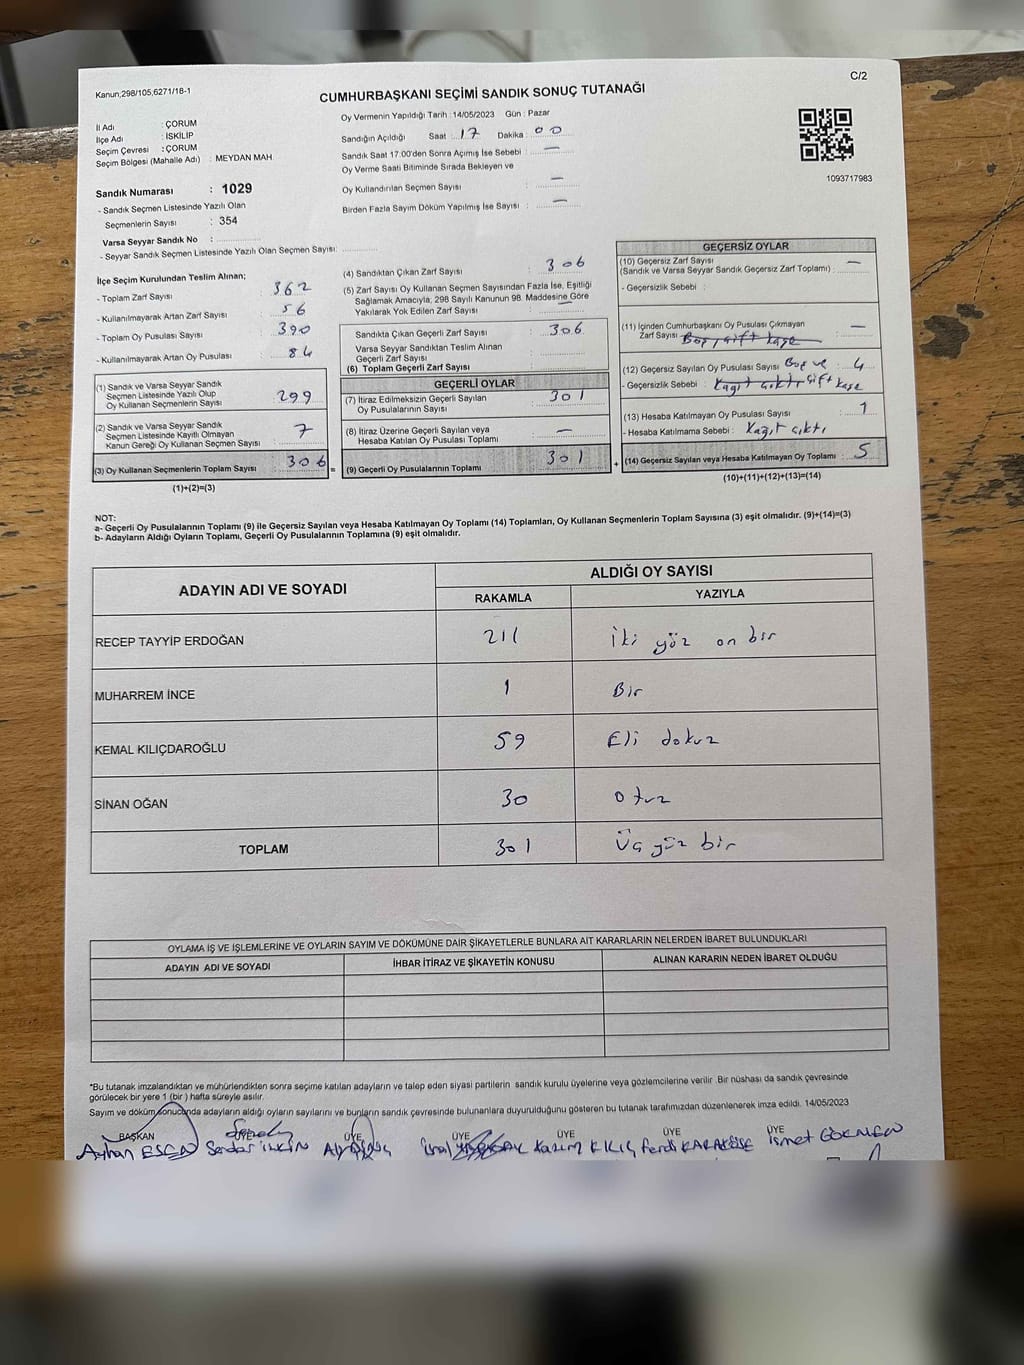 Kanun;298/105,6271/18-1
C/2
CUMHURBAŞKANI SEÇİMİ SANDIK SONUÇ TUTANAĞI
İl Adı : ÇORUM
İlçe Adı : İSKİLİP
Seçim Çevresi : ÇORUM
Seçim Bölgesi (Mahalle Adı) : MEYDAN MAH
Sandık Numarası : 1029
- Sandık Seçmen Listesinde Yazılı Olan
Seçmenlerin Sayısı : 354
Varsa Seyyar Sandık No :
- Seyyar Sandık Seçmen Listesinde Yazılı Olan Seçmen Sayısı:
Oy Vermenin Yapıldığı Tarih : 14/05/2023 Gün : Pazar
Sandığın Açıldığı Saat : 17 Dakika : 00
Sandık Saat 17:00'den Sonra Açımış İse Sebebi : —
Oy Verme Saati Bitiminde Sırada Bekleyen ve
Oy Kullandırılan Seçmen Sayısı : —
Birden Fazla Sayım Döküm Yapılmış İse Sayısı : —
1093717983
İlçe Seçim Kurulundan Teslim Alınan;
- Toplam Zarf Sayısı : 362
- Kullanılmayarak Artan Zarf Sayısı : 56
- Toplam Oy Pusulası Sayısı : 390
- Kullanılmayarak Artan Oy Pusulası : 84
(1) Sandık ve Varsa Seyyar Sandık
Seçmen Listesinde Yazılı Olup
Oy Kullanan Seçmenlerin Sayısı : 299
(2) Sandık ve Varsa Seyyar Sandık
Seçmen Listesinde Kayıtlı Olmayan
Kanun Gereği Oy Kullanan Seçmen Sayısı : 7
(3) Oy Kullanan Seçmenlerin Toplam Sayısı : 306
(1)+(2)=(3)
(4) Sandıktan Çıkan Zarf Sayısı : 306
(5) Zarf Sayısı Oy Kullanan Seçmen Sayısından Fazla İse, Eşitliği
Sağlamak Amacıyla; 298 Sayılı Kanunun 98. Maddesine Göre
Yakılarak Yok Edilen Zarf Sayısı : —
Sandıkta Çıkan Geçerli Zarf Sayısı : 306
Varsa Seyyar Sandıktan Teslim Alınan
Geçerli Zarf Sayısı
(6) Toplam Geçerli Zarf Sayısı :
GEÇERLİ OYLAR
(7) İtiraz Edilmeksizin Geçerli Sayılan
Oy Pusulalarının Sayısı : 301
(8) İtiraz Üzerine Geçerli Sayılan veya
Hesaba Katılan Oy Pusulası Toplamı : —
= (9) Geçerli Oy Pusulalarının Toplamı : 301
GEÇERSİZ OYLAR
(10) Geçersiz Zarf Sayısı
(Sandık ve Varsa Seyyar Sandık Geçersiz Zarf Toplamı) : —
- Geçersizlik Sebebi :
(11) İçinden Cumhurbaşkanı Oy Pusulası Çıkmayan
Zarf Sayısı : —
(12) Geçersiz Sayılan Oy Pusulası Sayısı Boş ve : 4
- Geçersizlik Sebebi : Kağıt çıktı çift kaşe
(13) Hesaba Katılmayan Oy Pusulası Sayısı : 1
- Hesaba Katılmama Sebebi : Kağıt çıktı
+ (14) Geçersiz Sayılan veya Hesaba Katılmayan Oy Toplamı : 5
(10)+(11)+(12)+(13)=(14)
NOT:
a- Geçerli Oy Pusulalarının Toplamı (9) ile Geçersiz Sayılan veya Hesaba Katılmayan Oy Toplamı (14) Toplamları, Oy Kullanan Seçmenlerin Toplam Sayısına (3) eşit olmalıdır. (9)+(14)=(3)
b- Adayların Aldığı Oyların Toplamı, Geçerli Oy Pusulalarının Toplamına (9) eşit olmalıdır.
ADAYIN ADI VE SOYADI ALDIĞI OY SAYISI
RAKAMLA YAZIYLA
RECEP TAYYİP ERDOĞAN 211 İki yöz on bir
MUHARREM İNCE 1 Bir
KEMAL KILIÇDAROĞLU 59 Eli dokuz
SİNAN OĞAN 30 otuz
TOPLAM 301 Üç yüz bir
OYLAMA İŞ VE İŞLEMLERİNE VE OYLARIN SAYIM VE DÖKÜMÜNE DAİR ŞİKAYETLERLE BUNLARA AİT KARARLARIN NELERDEN İBARET BULUNDUKLARI
ADAYIN ADI VE SOYADI İHBAR İTİRAZ VE ŞİKAYETİN KONUSU ALINAN KARARIN NEDEN İBARET OLDUĞU
*Bu tutanak imzalandıktan ve mühürlendikten sonra seçime katılan adayların ve talep eden siyasi partilerin sandık kurulu üyelerine veya gözlemcilerine verilir .Bir nüshası da sandık çevresinde
görülecek bir yere 1 (bir ) hafta süreyle asılır.
Sayım ve döküm sonucunda adayların aldığı oyların sayılarını ve bunların sandık çevresinde bulunanlara duyurulduğunu gösteren bu tutanak tarafımızdan düzenlenerek imza edildi. 14/05/2023
BAŞKAN ÜYE ÜYE ÜYE ÜYE ÜYE
Ayhan ESEN Serdar Kazım KILIÇ Ferdi KARAKÖSE İsmet GÖKMEN